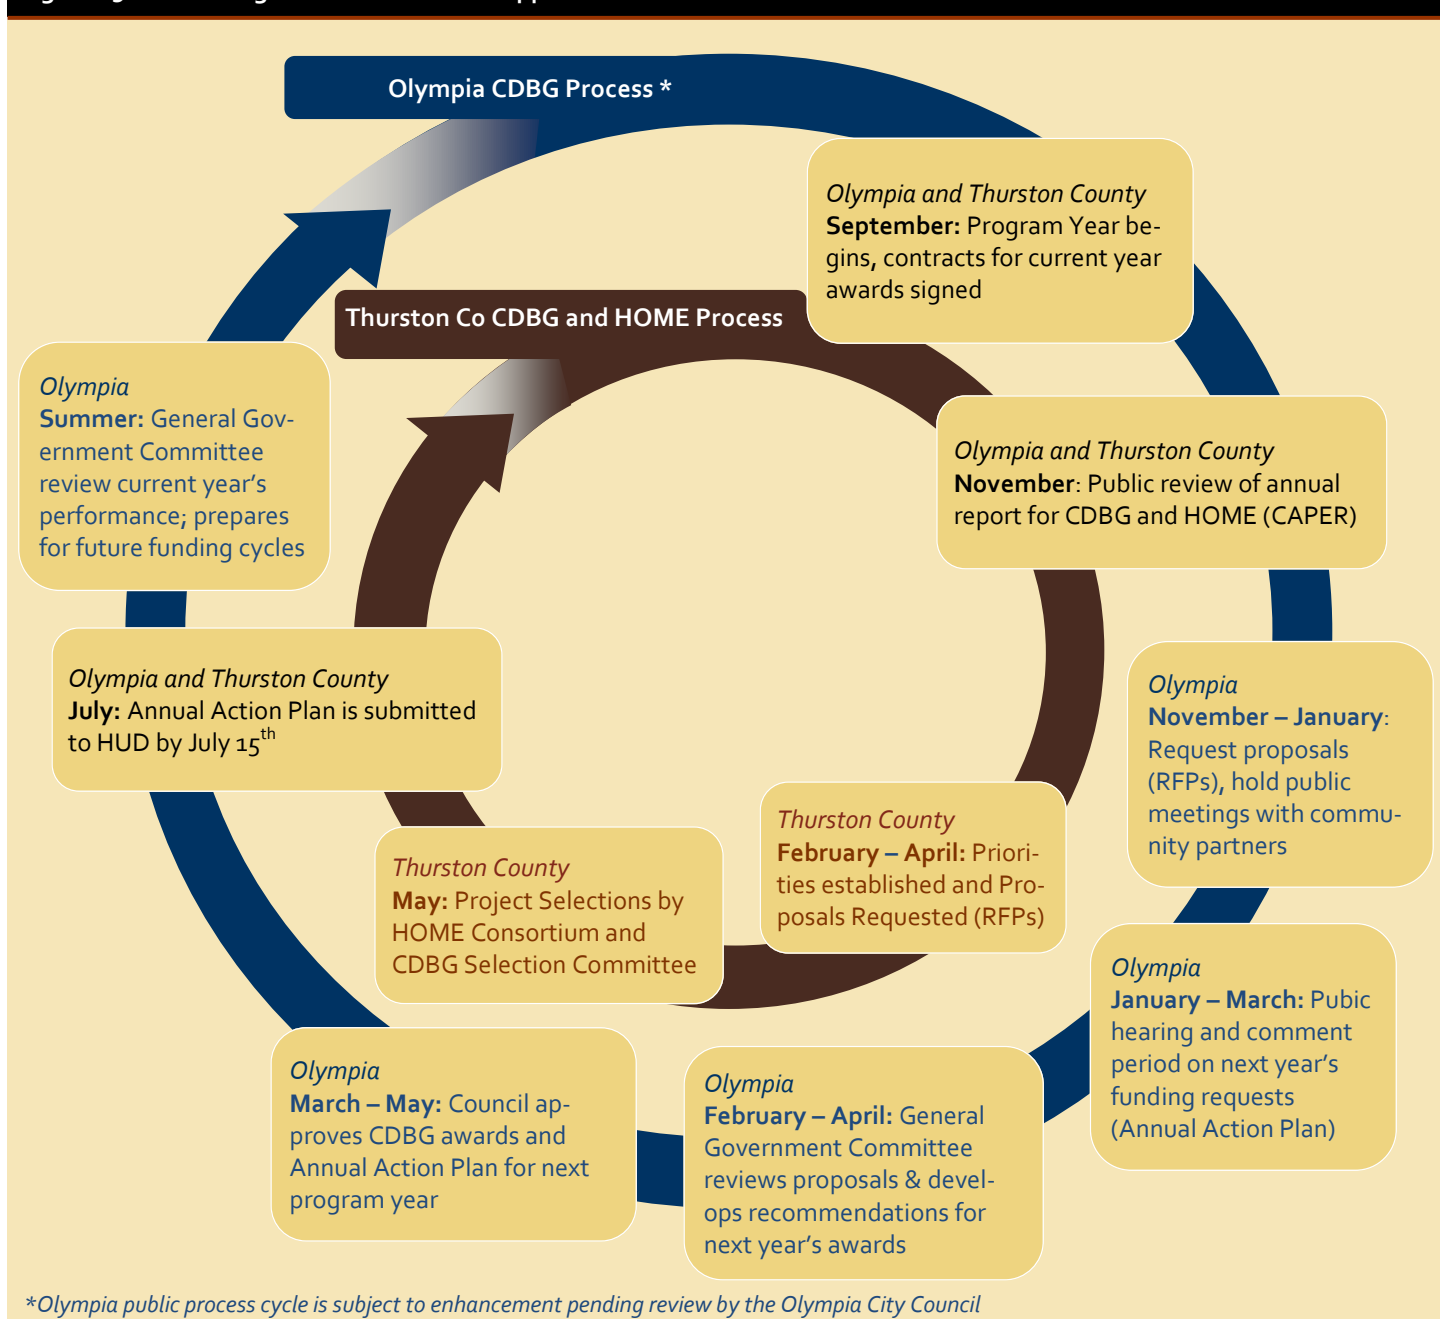 Olympia CDBG Process *
Olympia and Thurston County
September: Program Year be-
gins, contracts for current year
awards signed
Thurston Co CDBG and HOME Process
Olympia and Thurston County
November: Public review of annual
report for CDBG and HOME (CAPER)
Olympia
November – January:
Request proposals
(RFPs), hold public
meetings with commu-
nity partners
Olympia
January – March: Pubic
hearing and comment
period on next year’s
funding requests
(Annual Action Plan)
Thurston County
February – April: Priori-
ties established and Pro-
posals Requested (RFPs)
Olympia
February – April: General
Government Committee
reviews proposals & devel-
ops recommendations for
next year’s awards
Thurston County
May: Project Selections by
HOME Consortium and
CDBG Selection Committee
Olympia
March – May: Council ap-
proves CDBG awards and
Annual Action Plan for next
program year
Olympia and Thurston County
July: Annual Action Plan is submitted
to HUD by July 15th
Olympia
Summer: General Gov-
ernment Committee
review current year’s
performance; prepares
for future funding cycles
*Olympia public process cycle is subject to enhancement pending review by the Olympia City Council